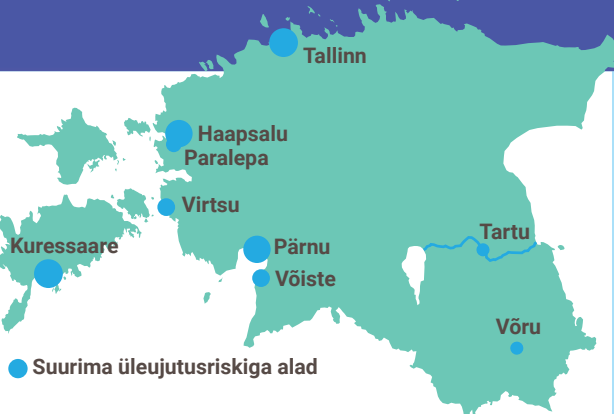 Tallinn
Haapsalu
Paralepa
Virtsu
Kuressaare
Pärnu
Tartu
Võiste
Võru
Suurima üleujutusriskiga alad